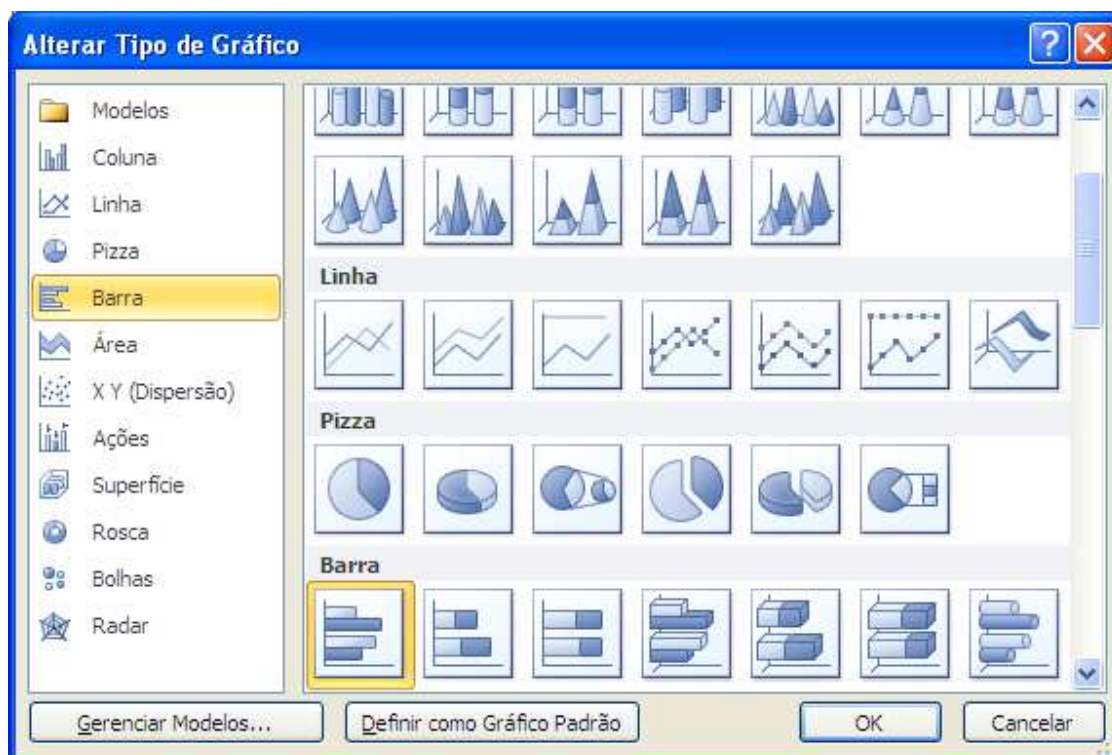 Alterar Tipo de Gráfico
Modelos
Coluna
Linha
Pizza
Barra
Área
X Y (Dispersão)
Ações
Superfície
Rosca
Bolhas
Radar
Linha
Pizza
Barra
Gerenciar Modelos...
Definir como Gráfico Padrão
OK
Cancelar